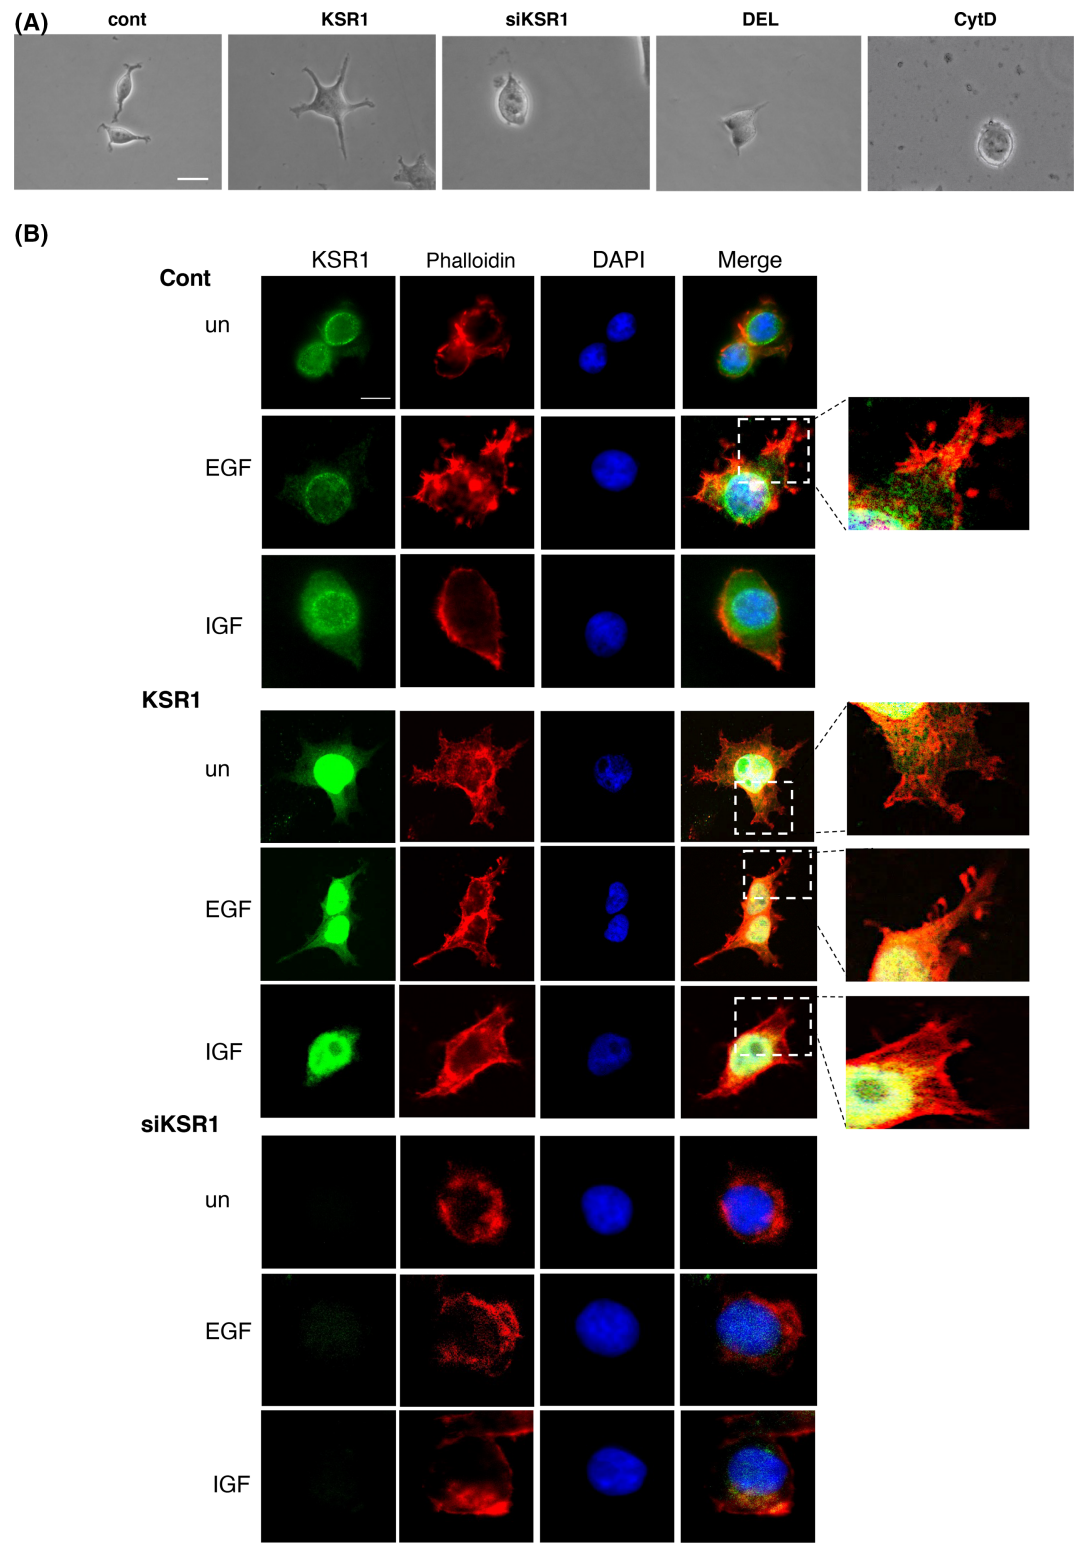 (A) cont KSR1 siKSR1 DEL CytD
(B)
KSR1 Phalloidin DAPI Merge
Cont
un
EGF
IGF
KSR1
un
EGF
IGF
siKSR1
un
EGF
IGF